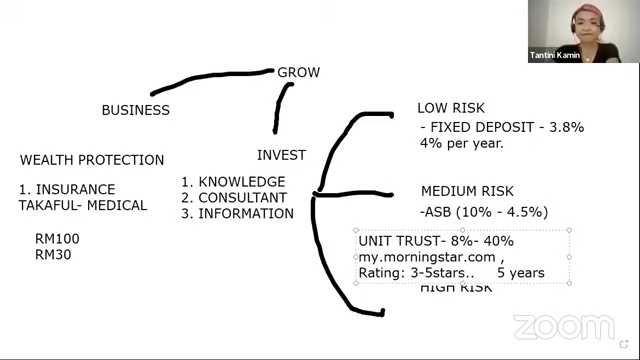 Tantini Kamin
GROW
BUSINESS
INVEST
WEALTH PROTECTION
1. INSURANCE
TAKAFUL- MEDICAL
RM100
RM30
1. KNOWLEDGE
2. CONSULTANT
3. INFORMATION
LOW RISK
- FIXED DEPOSIT - 3.8%
4% per year.
MEDIUM RISK
-ASB (10% - 4.5%)
UNIT TRUST- 8%- 40%
my.morningstar.com ,
Rating: 3-5stars.. 5 years
HIGH RISK
zoom